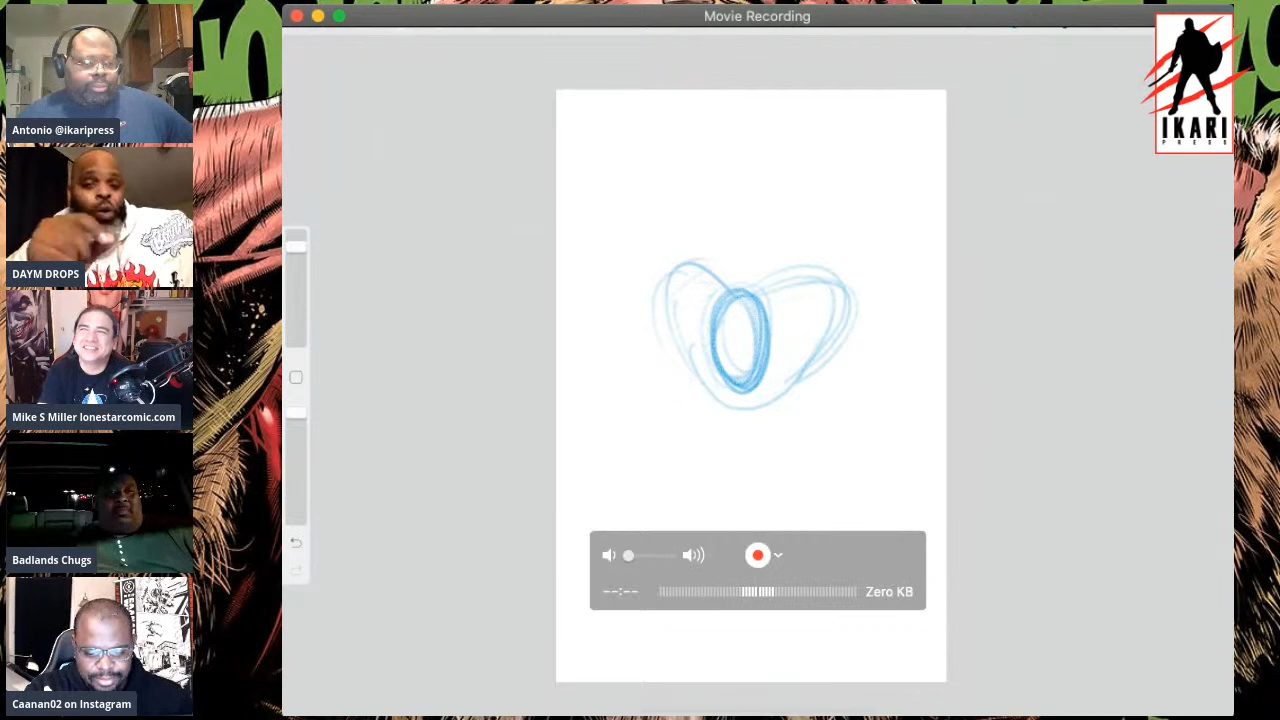 Movie Recording
IKARI
PRESS
Antonio @ikaripress
DAYM DROPS
Mike S Miller lonestarcomic.com
Badlands Chugs
Caanan02 on Instagram
--:--
Zero KB